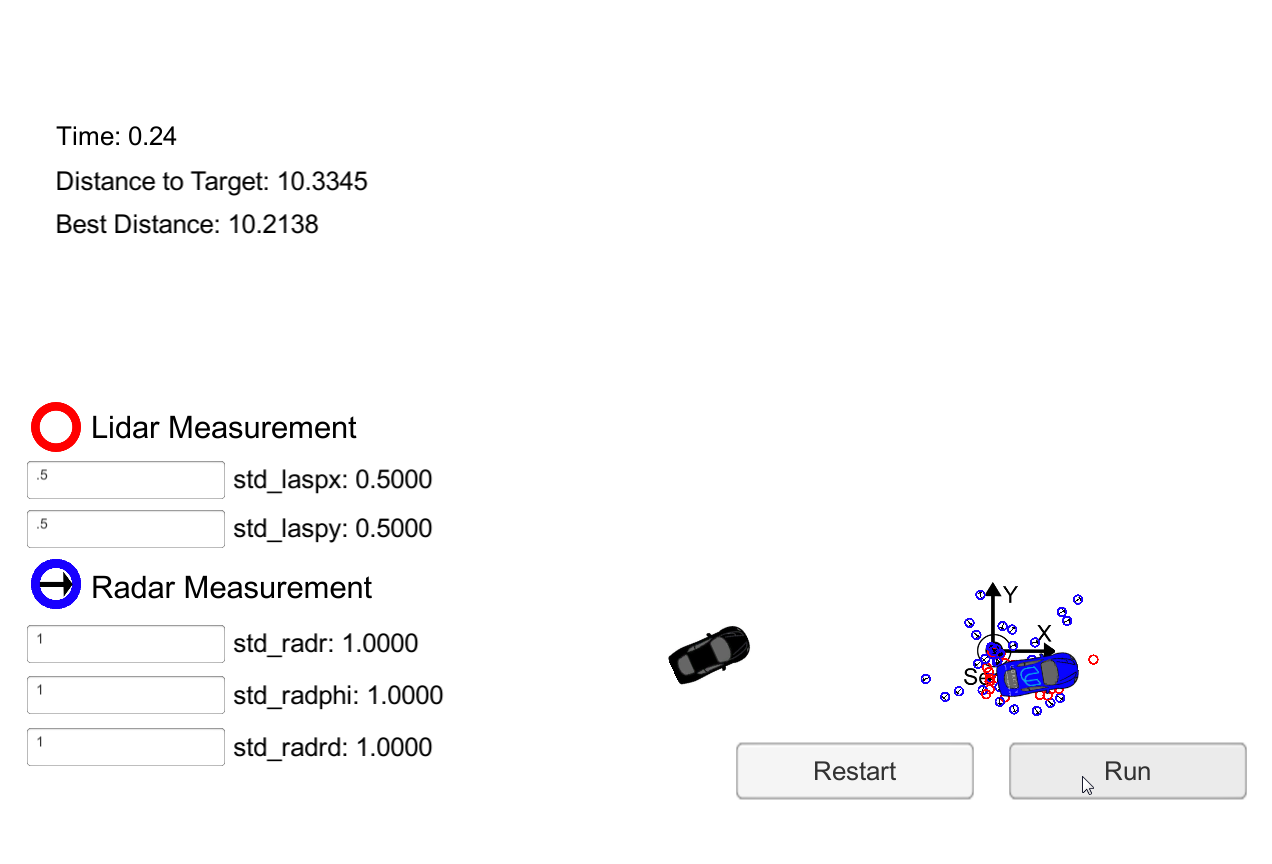 Time: 0.24
Distance to Target: 10.3345
Best Distance: 10.2138
Lidar Measurement
.5
std_laspx: 0.5000
.5
std_laspy: 0.5000
Radar Measurement
1
std_radr: 1.0000
1
std_radphi: 1.0000
1
std_radrd: 1.0000
Y
X
Se
Restart
Run